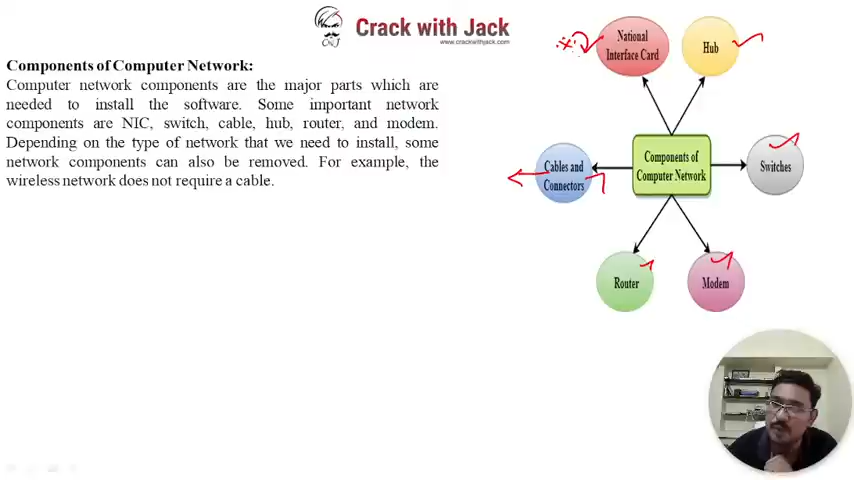 Crack with Jack
www.crackwithjack.com
CWJ
Components of Computer Network:
Computer network components are the major parts which are
needed to install the software. Some important network
components are NIC, switch, cable, hub, router, and modem.
Depending on the type of network that we need to install, some
network components can also be removed. For example, the
wireless network does not require a cable.
National
Interface Card
Hub
Cables and
Connectors
Components of
Computer Network
Switches
Router
Modem